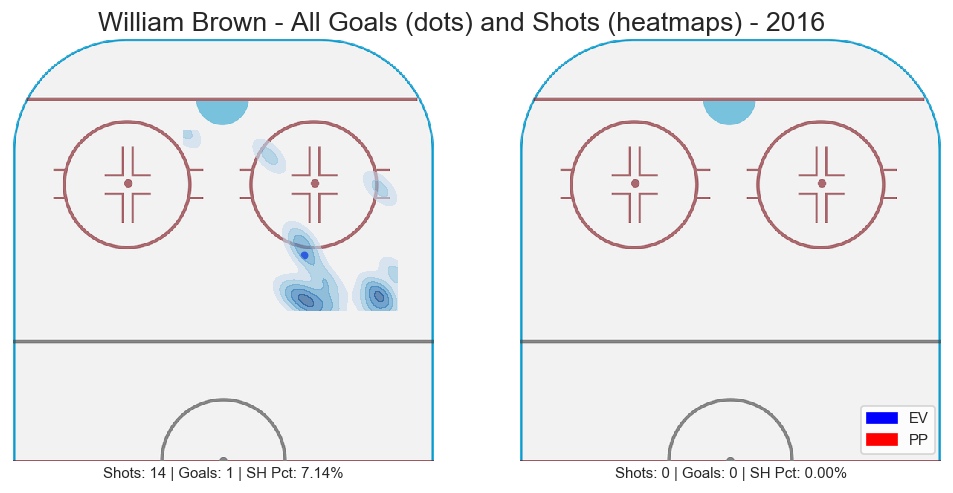 William Brown - All Goals (dots) and Shots (heatmaps) - 2016
EV
PP
Shots: 14 | Goals: 1 | SH Pct: 7.14%
Shots: 0 | Goals: 0 | SH Pct: 0.00%